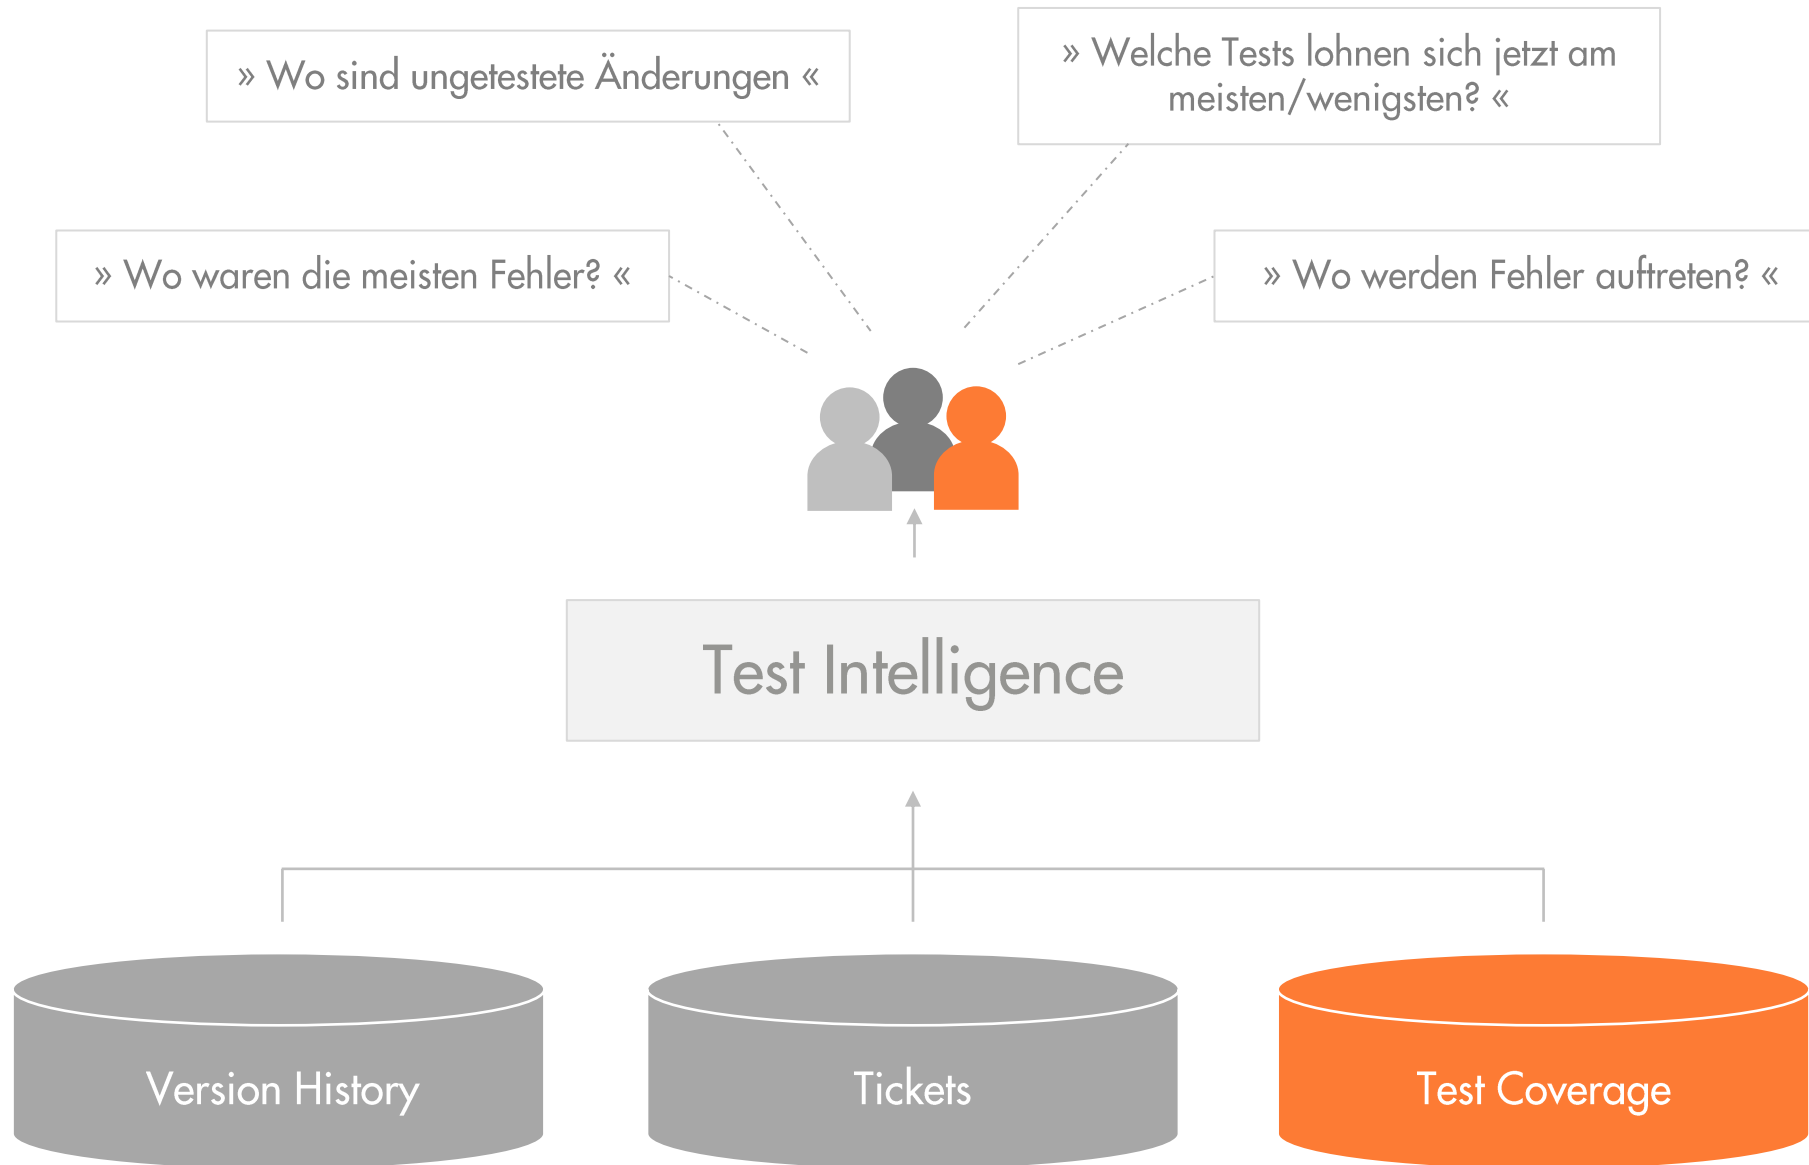 » Wo sind ungetestete Änderungen «
» Welche Tests lohnen sich jetzt am
meisten/wenigsten? «
» Wo waren die meisten Fehler? «
» Wo werden Fehler auftreten? «
Test Intelligence
Version History
Tickets
Test Coverage